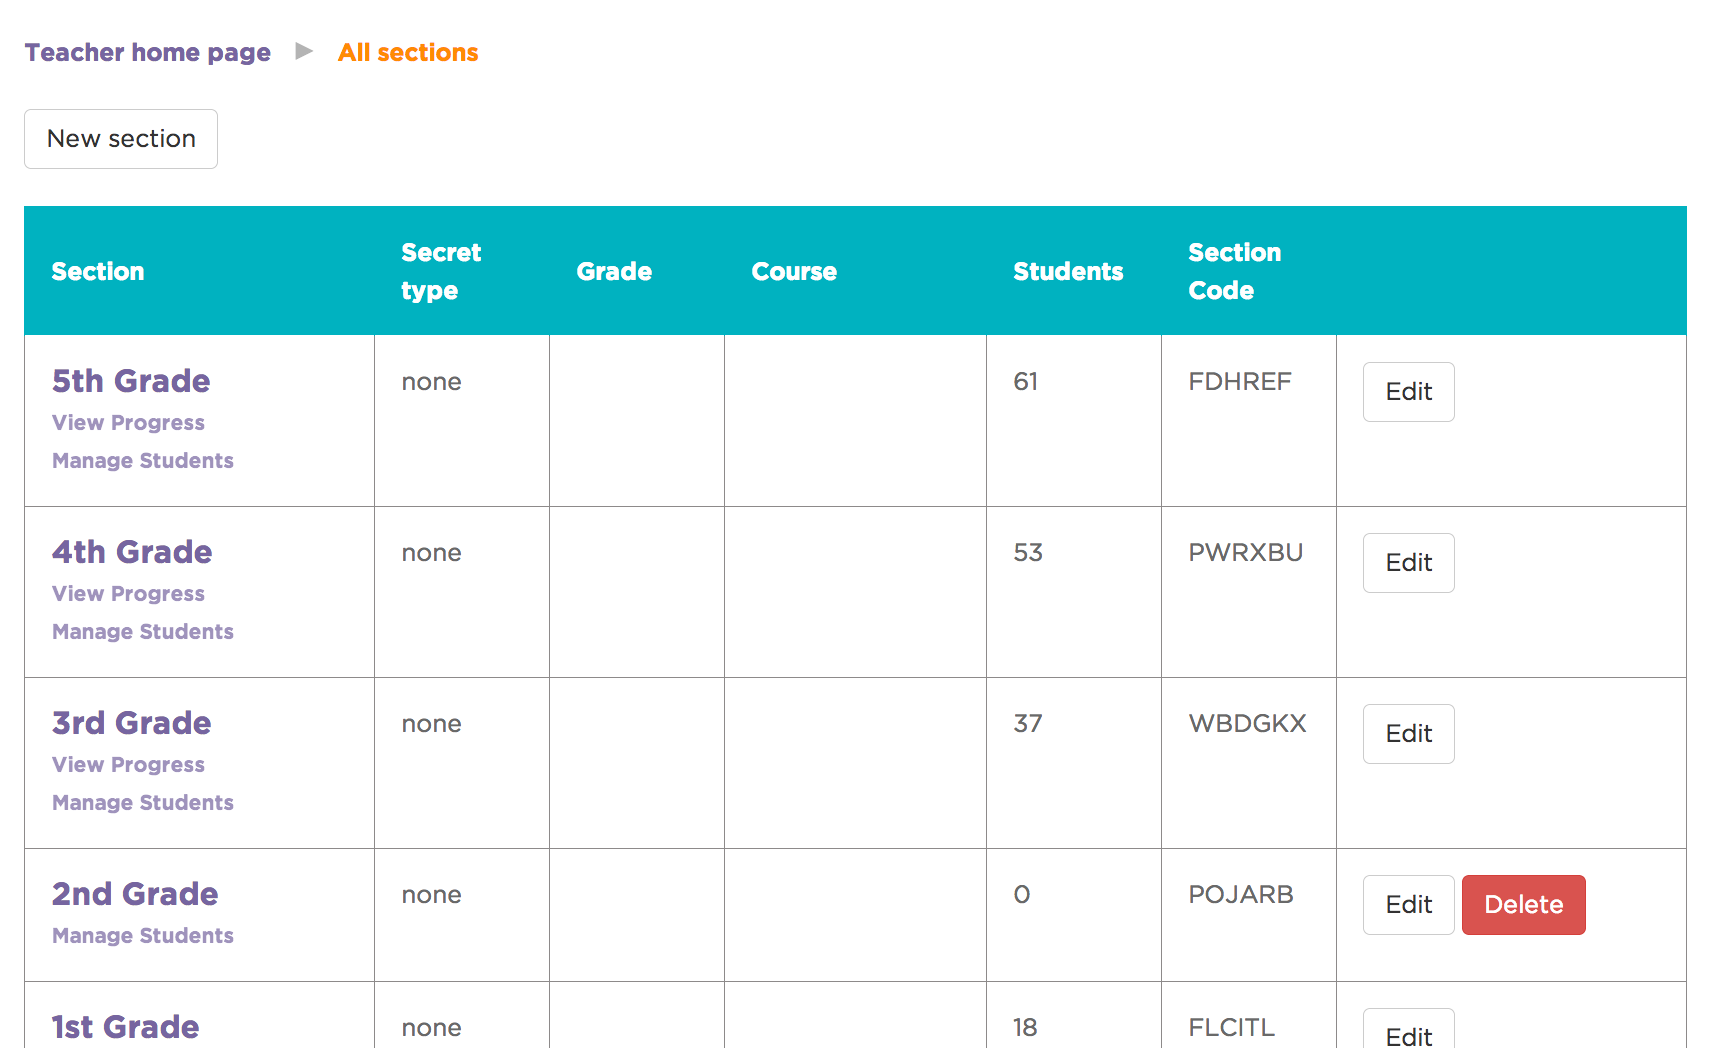 Teacher home page ▶ All sections
New section
Section Secret type Grade Course Students Section Code
5th Grade none 61 FDHREF Edit
View Progress
Manage Students
4th Grade none 53 PWRXBU Edit
View Progress
Manage Students
3rd Grade none 37 WBDGKX Edit
View Progress
Manage Students
2nd Grade none 0 POJARB Edit Delete
Manage Students
1st Grade none 18 FLCITL Edit